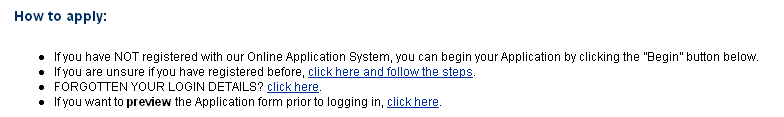 How to apply:
• If you have NOT registered with our Online Application System, you can begin your Application by clicking the "Begin" button below.
• If you are unsure if you have registered before, click here and follow the steps.
• FORGOTTEN YOUR LOGIN DETAILS? click here.
• If you want to preview the Application form prior to logging in, click here.